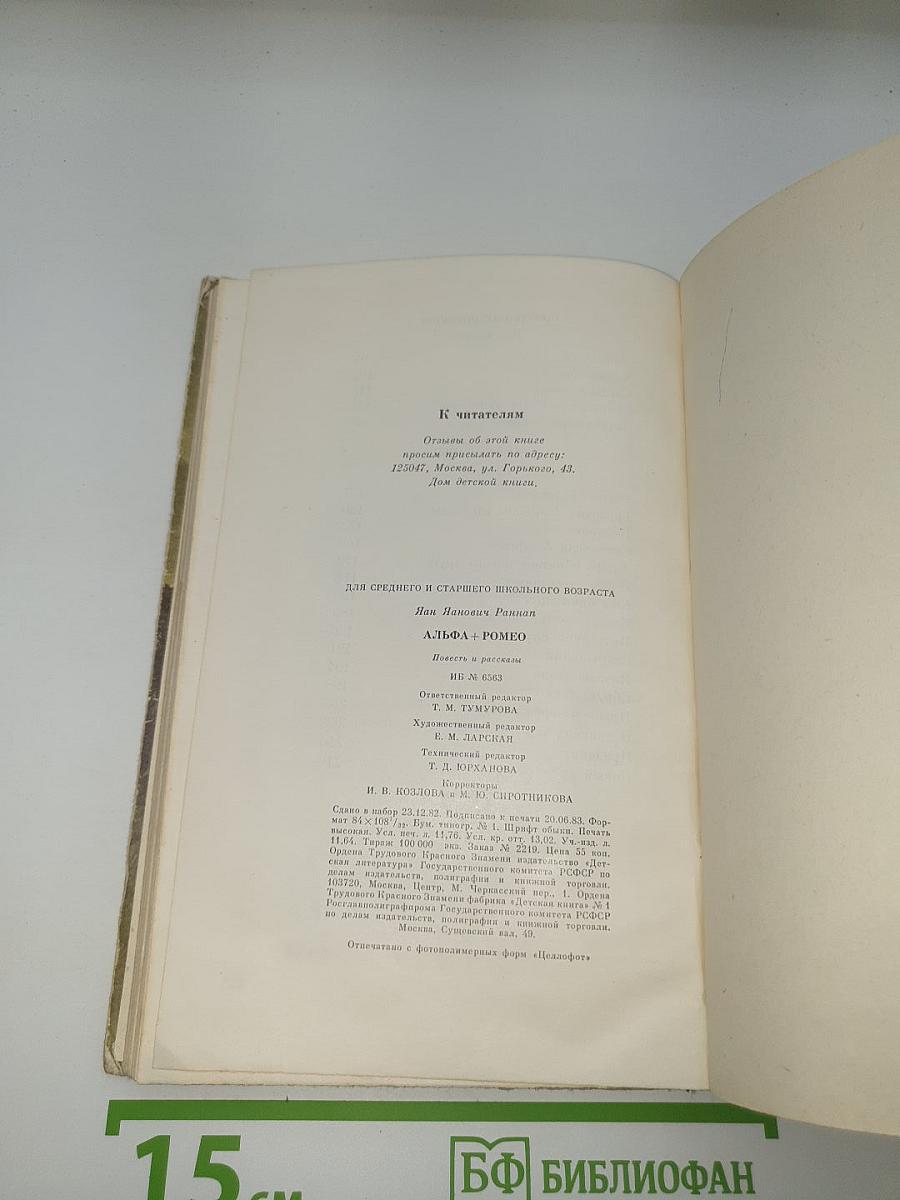 К читателям
Отзывы об этой книге
просим присылать по адресу:
125047, Москва, ул. Горького, 43.
Дом детской книги.
ДЛЯ СРЕДНЕГО И СТАРШЕГО ШКОЛЬНОГО ВОЗРАСТА
Яан Яанович Раннап
АЛЬФА+РОМЕО
Повесть и рассказы
ИБ № 6563
Ответственный редактор
Т. М. ТУМУРОВА
Художественный редактор
Е. М. ЛАРСКАЯ
Технический редактор
Т. Д. ЮРХАНОВА
Корректоры
И. В. КОЗЛОВА и М. Ю. СИРОТНИКОВА
Сдано в набор 23.12.82. Подписано к печати 20.06.83. Фор-
мат 84×108¹/₃₂. Бум. типогр. № 1. Шрифт обыкн. Печать
высокая. Усл. печ. л. 11,76. Усл. кр. отт. 13,02. Уч.-изд. л.
11,64. Тираж 100 000 экз. Заказ № 2219. Цена 55 коп.
Ордена Трудового Красного Знамени издательство «Дет-
ская литература» Государственного комитета РСФСР по
делам издательств, полиграфии и книжной торговли.
103720, Москва, Центр, М. Черкасский пер., 1. Ордена
Трудового Красного Знамени фабрика «Детская книга» № 1
Росглавполиграфпрома Государственного комитета РСФСР
по делам издательств, полиграфии и книжной торговли.
Москва, Сущевский вал, 49.
Отпечатано с фотополимерных форм «Целлофот»
15 см
БФ БИБЛИОФАН